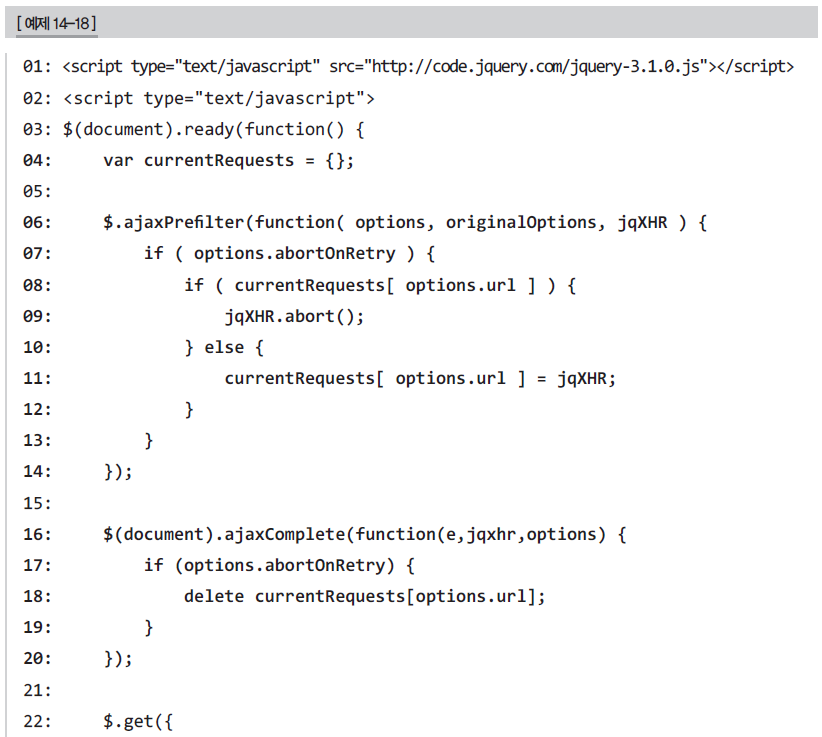 [ 예제 14-18 ]
01: <script type="text/javascript" src="http://code.jquery.com/jquery-3.1.0.js"></script>
02: <script type="text/javascript">
03: $(document).ready(function() {
04:     var currentRequests = {};
05:
06:     $.ajaxPrefilter(function( options, originalOptions, jqXHR ) {
07:         if ( options.abortOnRetry ) {
08:             if ( currentRequests[ options.url ] ) {
09:                 jqXHR.abort();
10:             } else {
11:                 currentRequests[ options.url ] = jqXHR;
12:             }
13:         }
14:     });
15:
16:     $(document).ajaxComplete(function(e,jqxhr,options) {
17:         if (options.abortOnRetry) {
18:             delete currentRequests[options.url];
19:         }
20:     });
21:
22:     $.get({